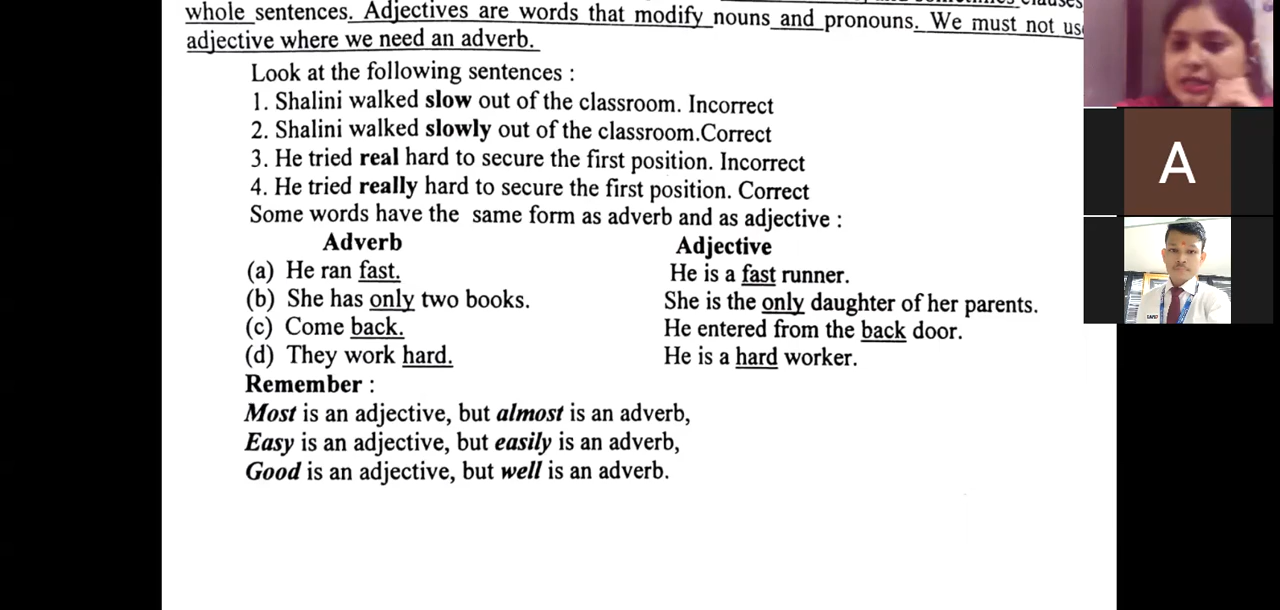 whole sentences. Adjectives are words that modify nouns and pronouns. We must not us
adjective where we need an adverb.
Look at the following sentences :
1. Shalini walked slow out of the classroom. Incorrect
2. Shalini walked slowly out of the classroom.Correct
3. He tried real hard to secure the first position. Incorrect
4. He tried really hard to secure the first position. Correct
Some words have the same form as adverb and as adjective :
Adverb Adjective
(a) He ran fast. He is a fast runner.
(b) She has only two books. She is the only daughter of her parents.
(c) Come back. He entered from the back door.
(d) They work hard. He is a hard worker.
Remember :
Most is an adjective, but almost is an adverb,
Easy is an adjective, but easily is an adverb,
Good is an adjective, but well is an adverb.
A